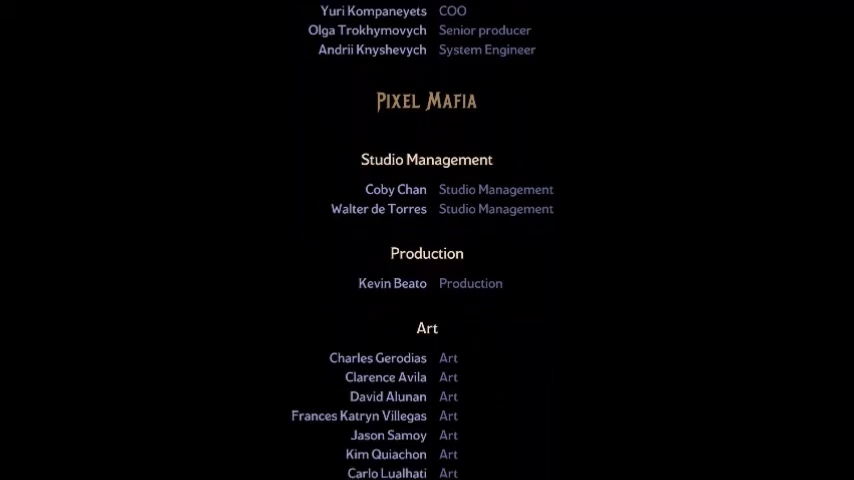 Yuri Kompaneyets COO
Olga Trokhymovych Senior producer
Andrii Knyshevych System Engineer
Pixel Mafia
Studio Management
Coby Chan Studio Management
Walter de Torres Studio Management
Production
Kevin Beato Production
Art
Charles Gerodias Art
Clarence Avila Art
David Alunan Art
Frances Katryn Villegas Art
Jason Samoy Art
Kim Quiachon Art
Carlo Lualhati Art